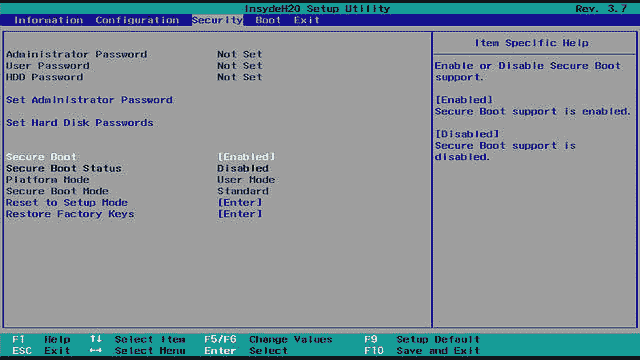 InsydeH20 Setup Utility Rev. 3.7
Information Configuration Security Boot Exit
Item Specific Help
Administrator Password Not Set
User Password Not Set
HDD Password Not Set
Set Administrator Password
Set Hard Disk Passwords
Secure Boot [Enabled]
Secure Boot Status Disabled
Platform Mode User Mode
Secure Boot Mode Standard
Reset to Setup Mode [Enter]
Restore Factory Keys [Enter]
Enable or Disable Secure Boot
support.
[Enabled]
Secure Boot support is enabled.
[Disabled]
Secure Boot support is
disabled.
F1 Help ↑↓ Select Item F5/F6 Change Values F9 Setup Default
ESC Exit ↔ Select Menu Enter Select F10 Save and Exit